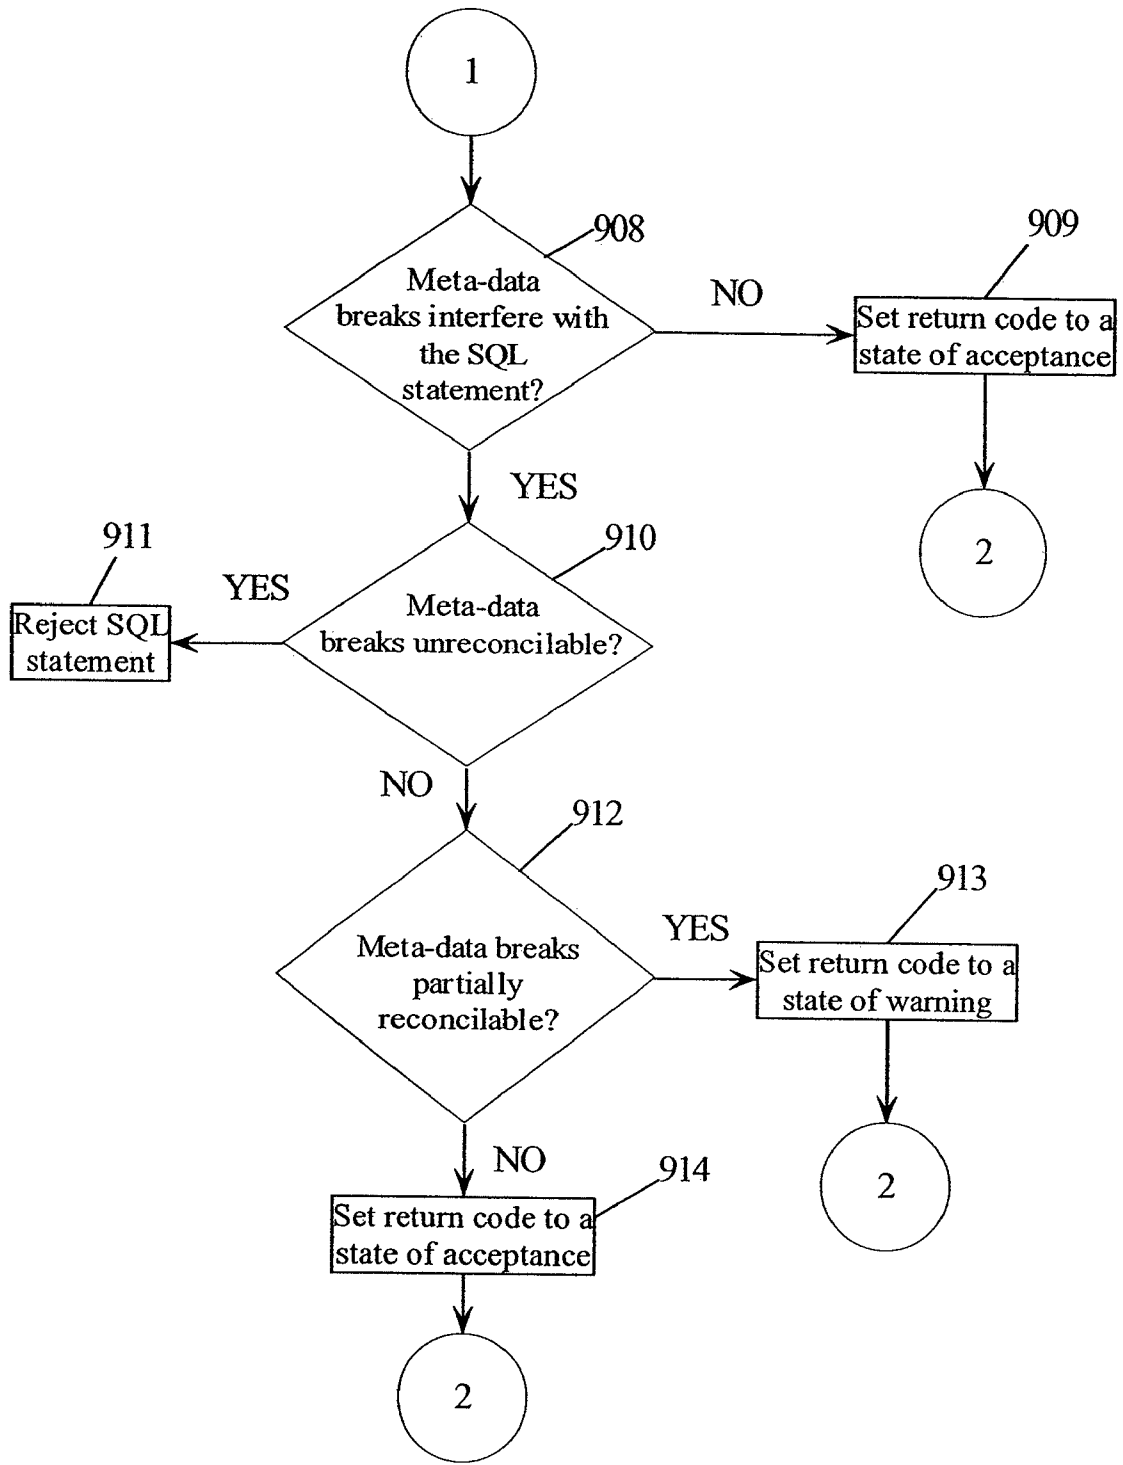 1
908
Meta-data
breaks interfere with
the SQL
statement?
NO
909
Set return code to a
state of acceptance
YES
2
910
Meta-data
breaks unreconcilable?
YES
911
Reject SQL
statement
NO
912
Meta-data breaks
partially
reconcilable?
YES
913
Set return code to a
state of warning
2
NO
914
Set return code to a
state of acceptance
2